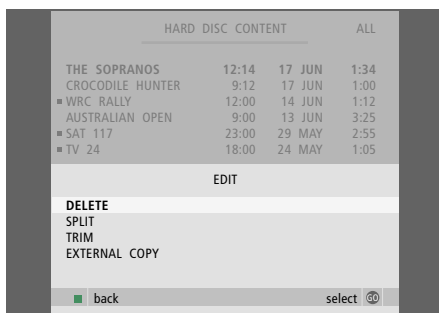 HARD DISC CONTENT ALL
THE SOPRANOS 12:14 17 JUN 1:34
CROCODILE HUNTER 9:12 17 JUN 1:00
WRC RALLY 12:00 14 JUN 1:12
AUSTRALIAN OPEN 9:00 13 JUN 3:25
SAT 117 23:00 29 MAY 2:55
TV 24 18:00 24 MAY 1:05
EDIT
DELETE
SPLIT
TRIM
EXTERNAL COPY
back select GO